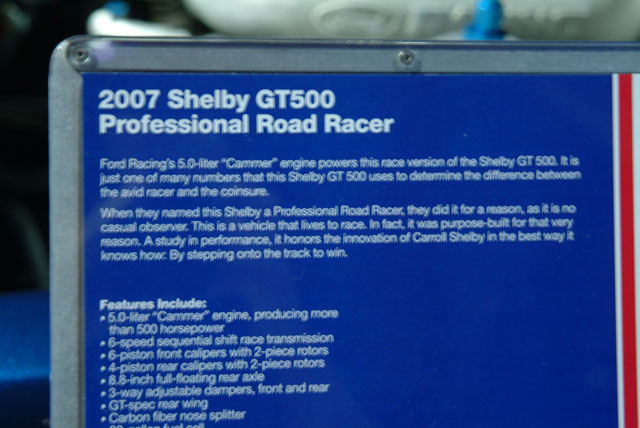 2007 Shelby GT500
Professional Road Racer
Ford Racing's 5.0-liter "Cammer" engine powers this race version of the Shelby GT 500. It is
just one of many numbers that this Shelby GT 500 uses to determine the difference between
the avid racer and the coinsure.
When they named this Shelby a Professional Road Racer, they did it for a reason, as it is no
casual observer. This is a vehicle that lives to race. In fact, it was purpose-built for that very
reason. A study in performance, it honors the innovation of Carroll Shelby in the best way it
knows how: By stepping onto the track to win.
Features Include:
• 5.0-liter "Cammer" engine, producing more
than 500 horsepower
• 6-speed sequential shift race transmission
• 6-piston front calipers with 2-piece rotors
• 4-piston rear calipers with 2-piece rotors
• 8.8-inch full-floating rear axle
• 3-way adjustable dampers, front and rear
• GT-spec rear wing
• Carbon fiber nose splitter
fuel cell